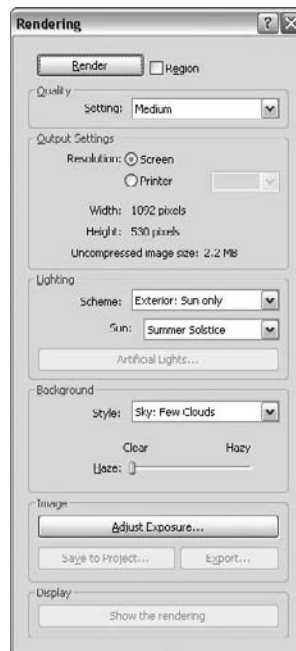 Rendering
Render Region
Quality
Setting: Medium
Output Settings
Resolution: Screen
Printer
Width: 1092 pixels
Height: 530 pixels
Uncompressed image size: 2.2 MB
Lighting
Scheme: Exterior: Sun only
Sun: Summer Solstice
Artificial Lights...
Background
Style: Sky: Few Clouds
Clear Hazy
Haze:
Image
Adjust Exposure...
Save to Project... Export...
Display
Show the rendering